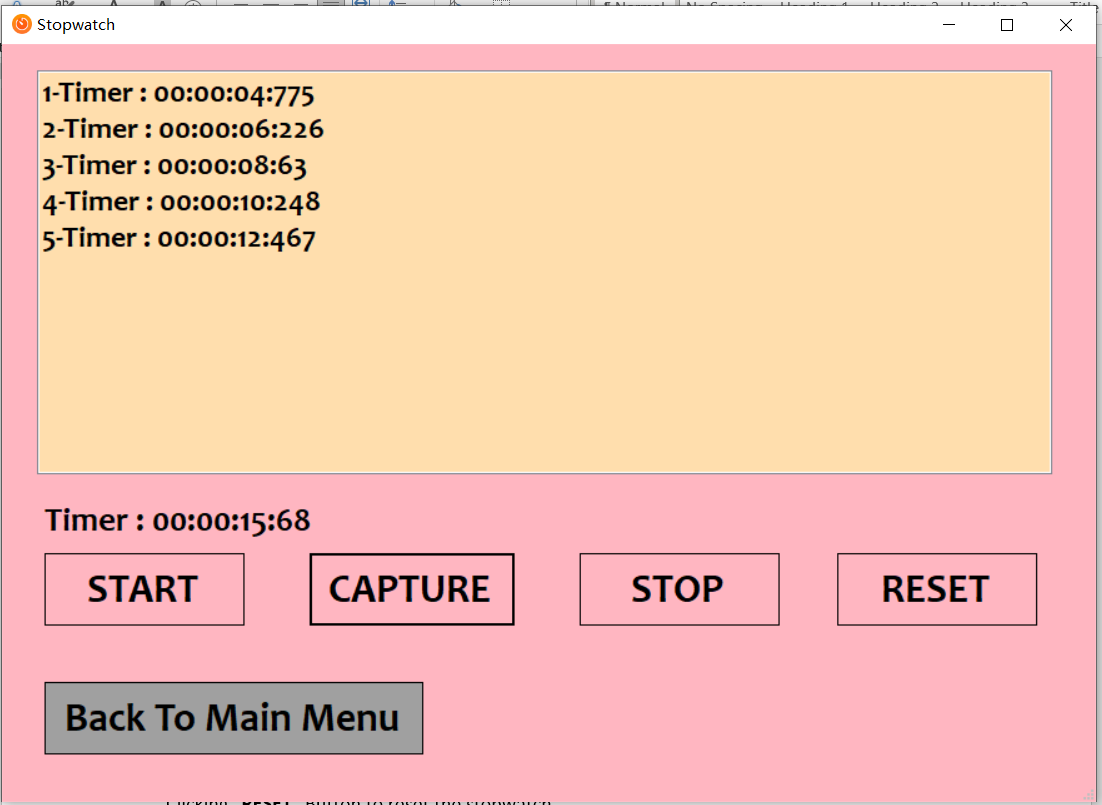 Stopwatch
1-Timer : 00:00:04:775
2-Timer : 00:00:06:226
3-Timer : 00:00:08:63
4-Timer : 00:00:10:248
5-Timer : 00:00:12:467
Timer : 00:00:15:68
START CAPTURE STOP RESET
Back To Main Menu